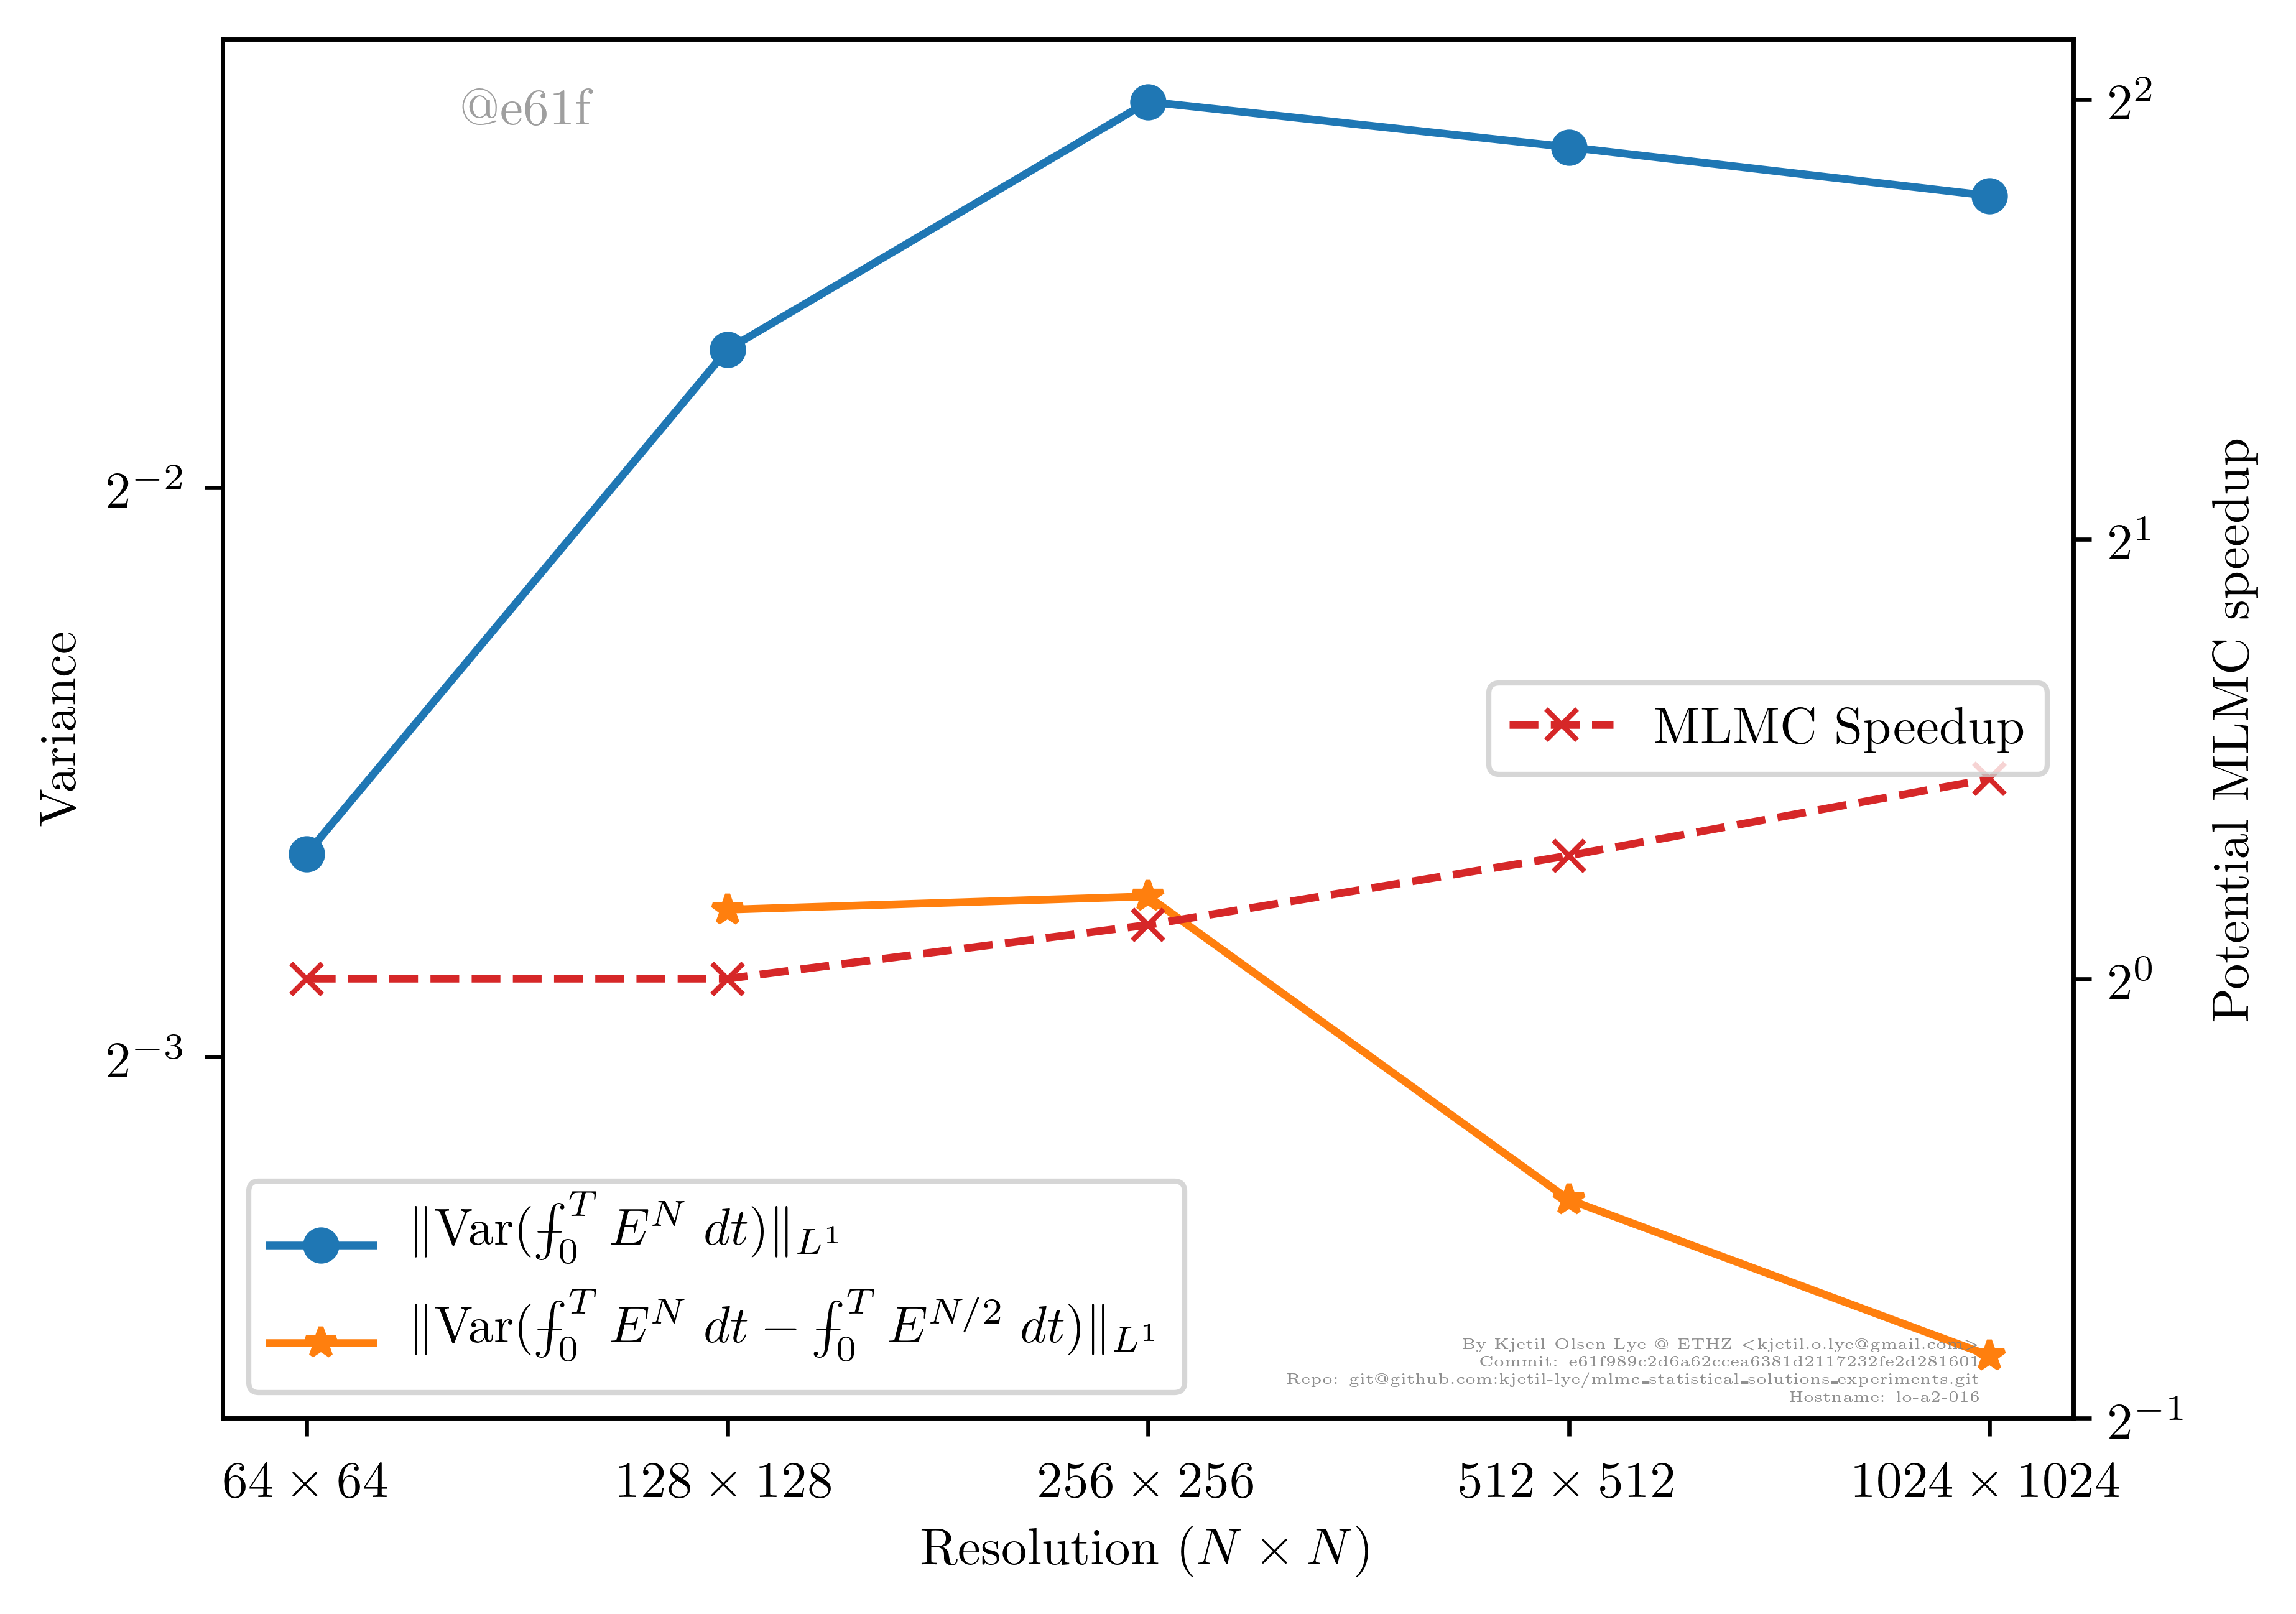 @e61f
2^{-2}
2^{-3}
Variance
2^2
2^1
2^0
2^{-1}
Potential MLMC speedup
MLMC Speedup
‖Var(⨍_0^T E^N dt)‖_{L^1}
‖Var(⨍_0^T E^N dt − ⨍_0^T E^{N/2} dt)‖_{L^1}
By Kjetil Olsen Lye @ ETHZ <kjetil.o.lye@gmail.com>
Commit: e61f989c2d6a62ccea6381d2117232fe2d281601
Repo: git@github.com:kjetil-lye/mlmc_statistical_solutions_experiments.git
Hostname: lo-a2-016
64 × 64 128 × 128 256 × 256 512 × 512 1024 × 1024
Resolution (N × N)